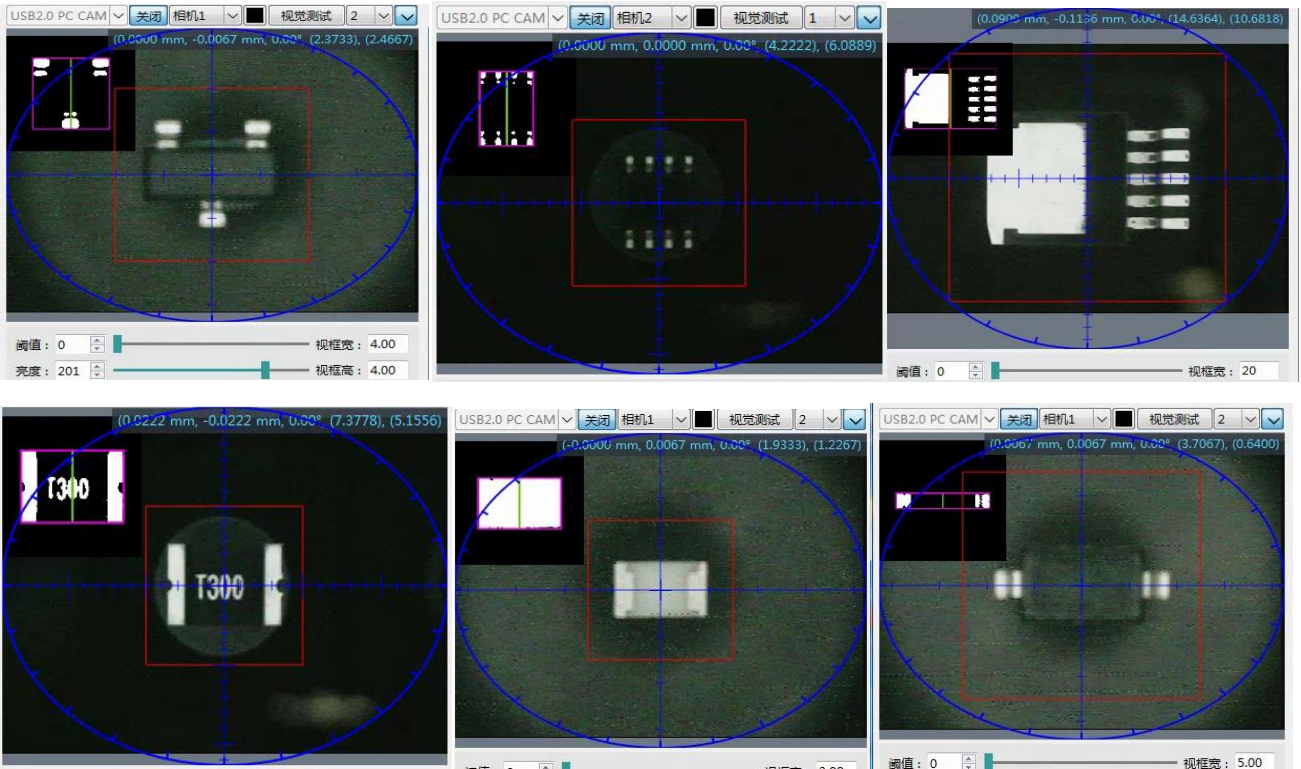 USB2.0 PC CAM 关闭 相机1 视觉测试 2
(0.0000 mm, -0.0067 mm, 0.00°, (2.3733), (2.4667)
阈值： 0 视框宽： 4.00
亮度： 201 视框高： 4.00
USB2.0 PC CAM 关闭 相机2 视觉测试 1
(0.0000 mm, 0.0000 mm, 0.00°, (4.2222), (6.0889)
(0.0909 mm, -0.1136 mm, 0.00°, (14.6364), (10.6818)
阈值： 0 视框宽： 20
(0.0222 mm, -0.0222 mm, 0.00°, (7.3778), (5.1556)
T300
T300
USB2.0 PC CAM 关闭 相机1 视觉测试 2
(-0.0000 mm, 0.0067 mm, 0.00°, (1.9333), (1.2267)
USB2.0 PC CAM 关闭 相机1 视觉测试 2
(0.0067 mm, 0.0067 mm, 0.00°, (3.7067), (0.6400)
阈值： 0 视框宽： 5.00